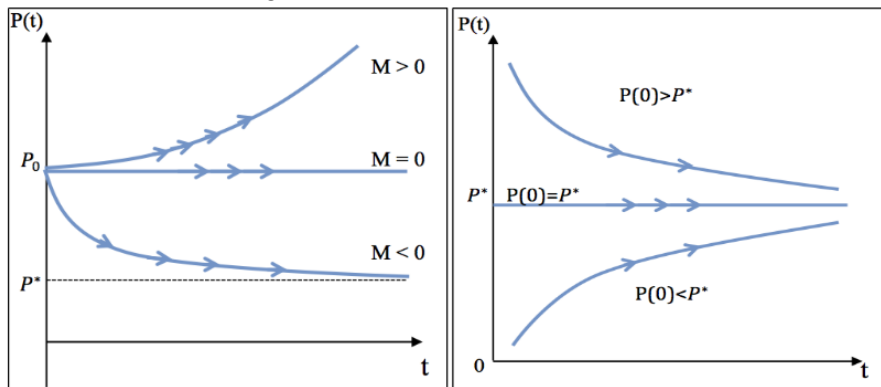 P(t)
M > 0
P₀
M = 0
M < 0
P*
t
P(t)
P(0)>P*
P*
P(0)=P*
P(0)<P*
0
t